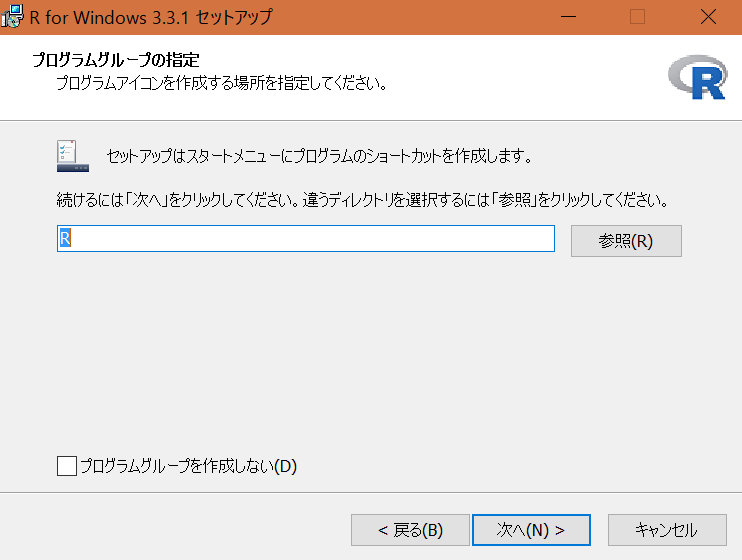 R for Windows 3.3.1 セットアップ
プログラムグループの指定
プログラムアイコンを作成する場所を指定してください。
R
セットアップはスタートメニューにプログラムのショートカットを作成します。
続けるには「次へ」をクリックしてください。違うディレクトリを選択するには「参照」をクリックしてください。
R
参照(R)
プログラムグループを作成しない(D)
< 戻る(B)
次へ(N) >
キャンセル